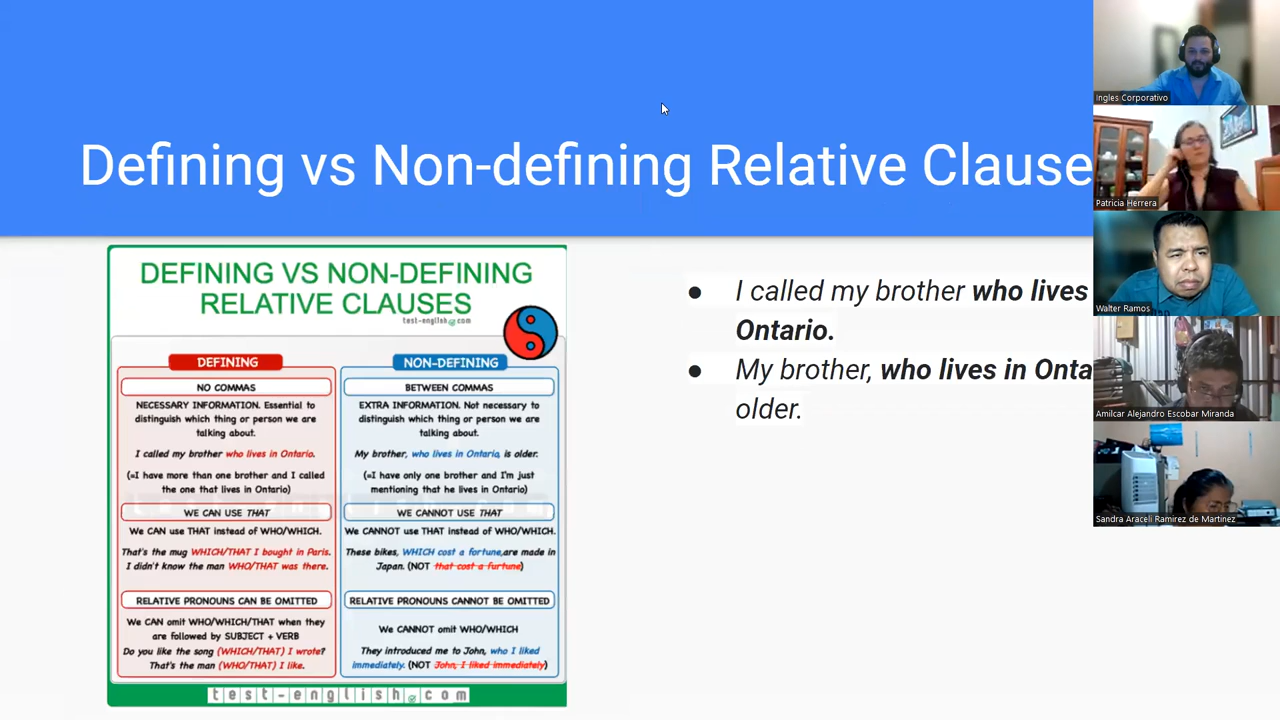 Defining vs Non-defining Relative Clause
DEFINING VS NON-DEFINING
RELATIVE CLAUSES
test-english.com
DEFINING
NO COMMAS
NECESSARY INFORMATION. Essential to
distinguish which thing or person we are
talking about.
I called my brother who lives in Ontario.
(=I have more than one brother and I called
the one that lives in Ontario)
WE CAN USE THAT
We CAN use THAT instead of WHO/WHICH.
That's the mug WHICH/THAT I bought in Paris.
I didn't know the man WHO/THAT was there.
RELATIVE PRONOUNS CAN BE OMITTED
We CAN omit WHO/WHICH/THAT when they
are followed by SUBJECT + VERB
Do you like the song (WHICH/THAT) I wrote?
That's the man (WHO/THAT) I like.
NON-DEFINING
BETWEEN COMMAS
EXTRA INFORMATION. Not necessary to
distinguish which thing or person we are
talking about.
My brother, who lives in Ontario, is older.
(=I have only one brother and I'm just
mentioning that he lives in Ontario)
WE CANNOT USE THAT
We CANNOT use THAT instead of WHO/WHICH.
These bikes, WHICH cost a fortune,are made in
Japan. (NOT that cost a furtune)
RELATIVE PRONOUNS CANNOT BE OMITTED
We CANNOT omit WHO/WHICH
They introduced me to John, who I liked
immediately. (NOT John, I liked immediately)
test-english.com
● I called my brother who lives
Ontario.
● My brother, who lives in Onta
older.
Ingles Corporativo
Patricia Herrera
Walter Ramos
Amilcar Alejandro Escobar Miranda
Sandra Araceli Ramirez de Martinez